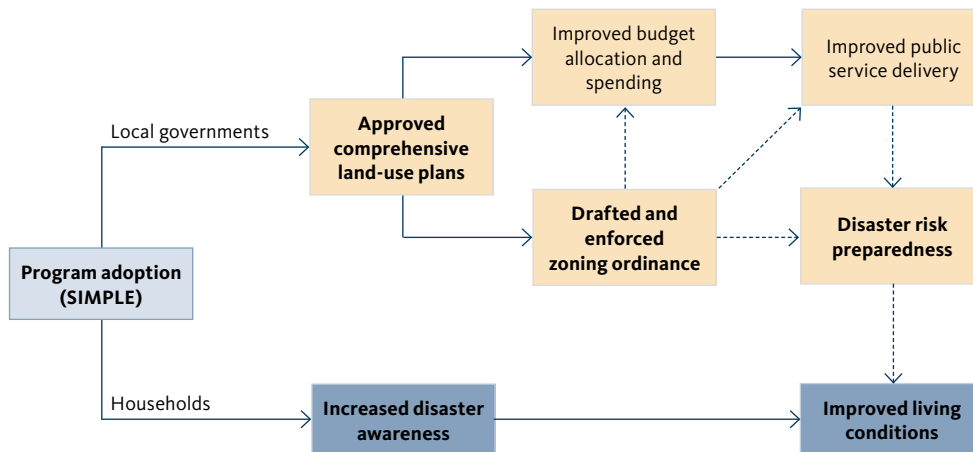 Improved budget
allocation and
spending
Improved public
service delivery
Local governments
Approved
comprehensive
land-use plans
Drafted and
enforced
zoning ordinance
Disaster risk
preparedness
Program adoption
(SIMPLE)
Households
Increased disaster
awareness
Improved living
conditions